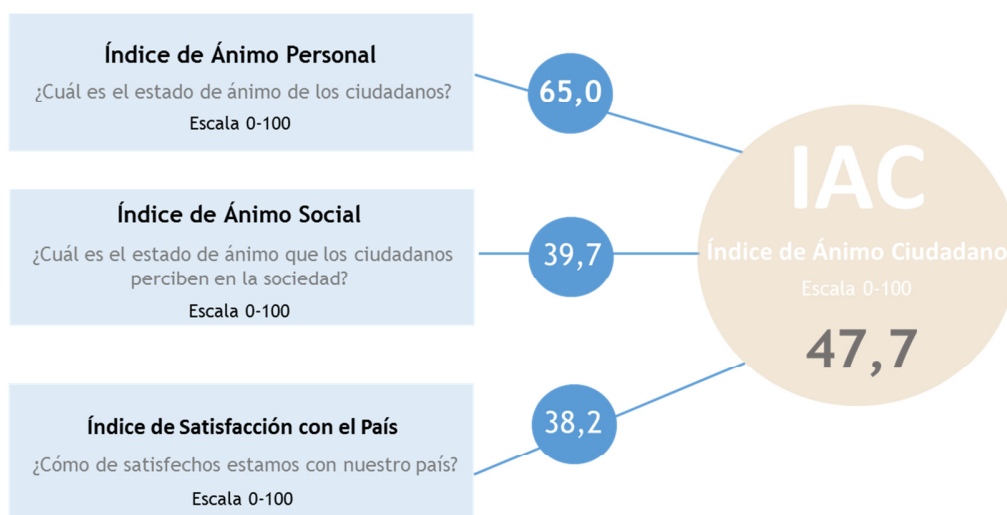 Índice de Ánimo Personal
¿Cuál es el estado de ánimo de los ciudadanos?
Escala 0-100
65,0
Índice de Ánimo Social
¿Cuál es el estado de ánimo que los ciudadanos
perciben en la sociedad?
Escala 0-100
39,7
Índice de Satisfacción con el País
¿Cómo de satisfechos estamos con nuestro país?
Escala 0-100
38,2
IAC
Índice de Ánimo Ciudadano
Escala 0-100
47,7